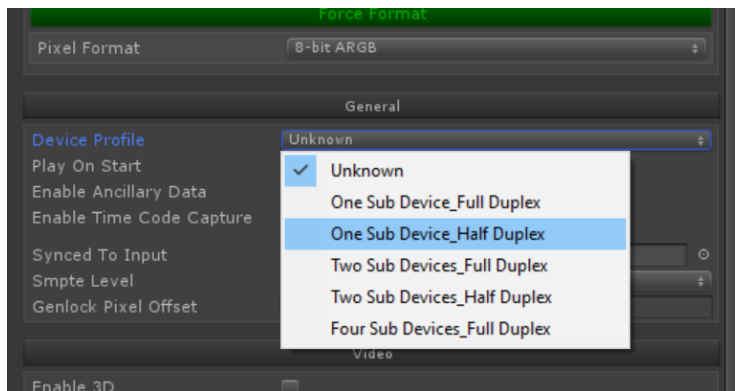 Force Format
Pixel Format 8-bit ARGB
General
Device Profile Unknown
Play On Start
Enable Ancillary Data
Enable Time Code Capture
Synced To Input
Smpte Level
Genlock Pixel Offset
Unknown
One Sub Device_Full Duplex
One Sub Device_Half Duplex
Two Sub Devices_Full Duplex
Two Sub Devices_Half Duplex
Four Sub Devices_Full Duplex
Video
Enable 3D